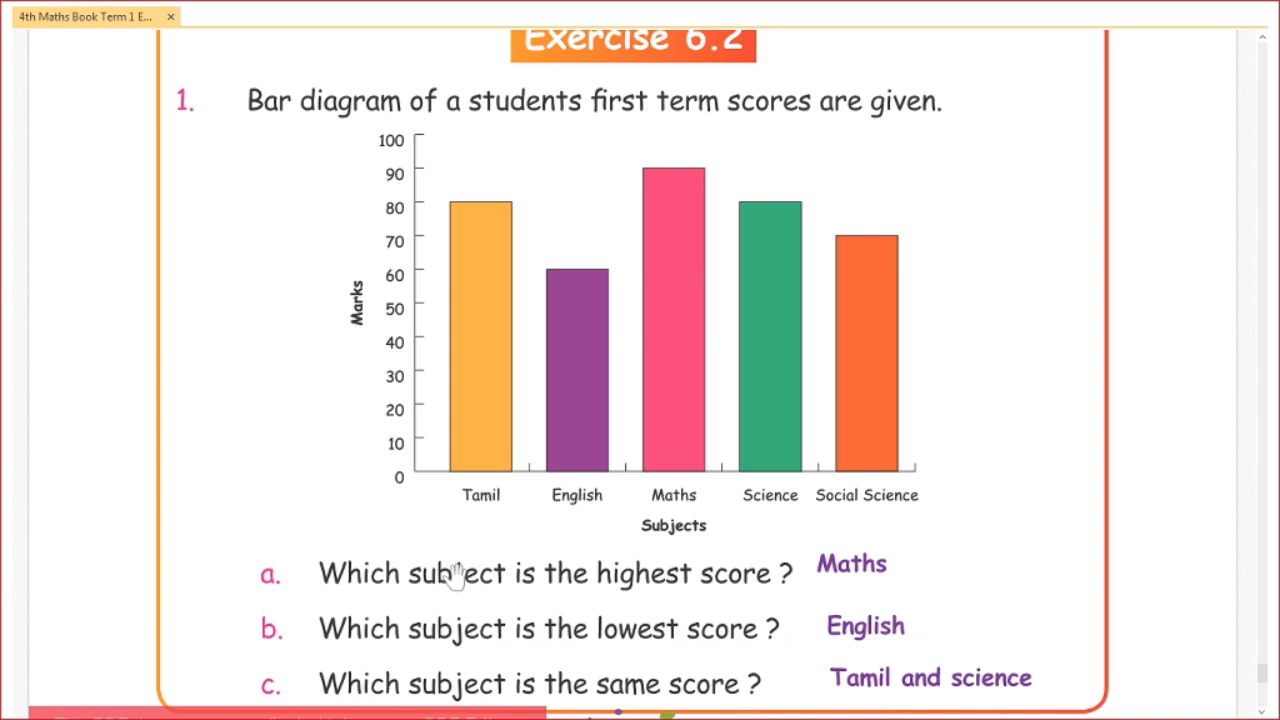 4th Maths Book Term 1 E... ×
Exercise 6.2
1. Bar diagram of a students first term scores are given.
100
90
80
70
60
50
40
30
20
10
0
Marks
Tamil English Maths Science Social Science
Subjects
a. Which subject is the highest score ? Maths
b. Which subject is the lowest score ? English
c. Which subject is the same score ? Tamil and science